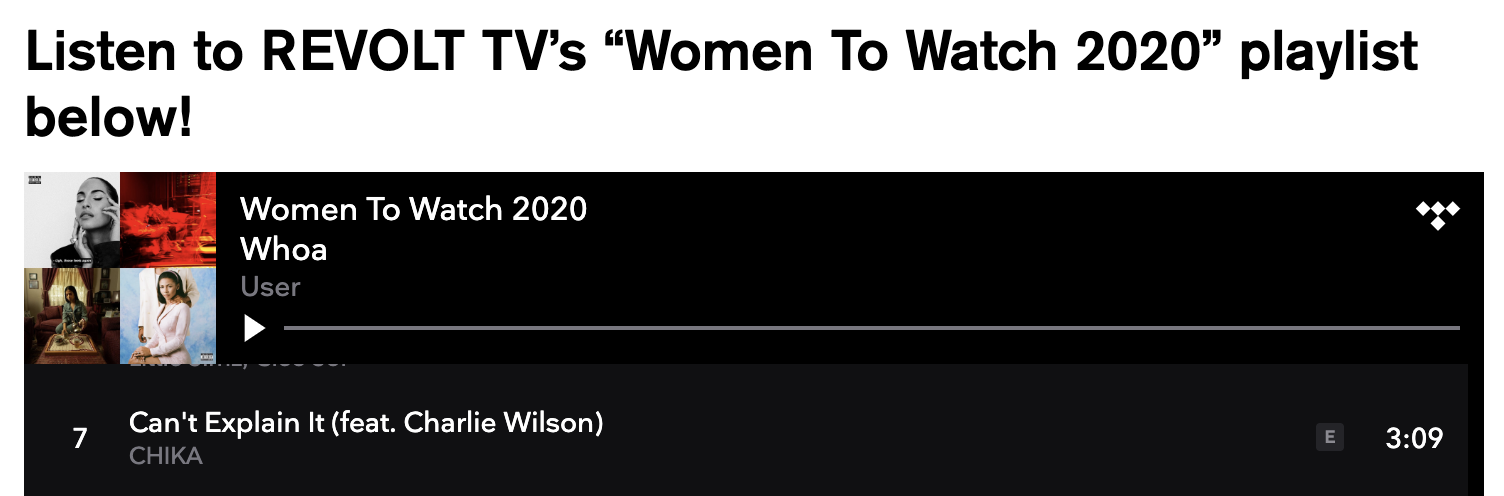 Listen to REVOLT TV’s “Women To Watch 2020” playlist
below!
Women To Watch 2020
Whoa
User
7
Can't Explain It (feat. Charlie Wilson)
CHIKA
E
3:09